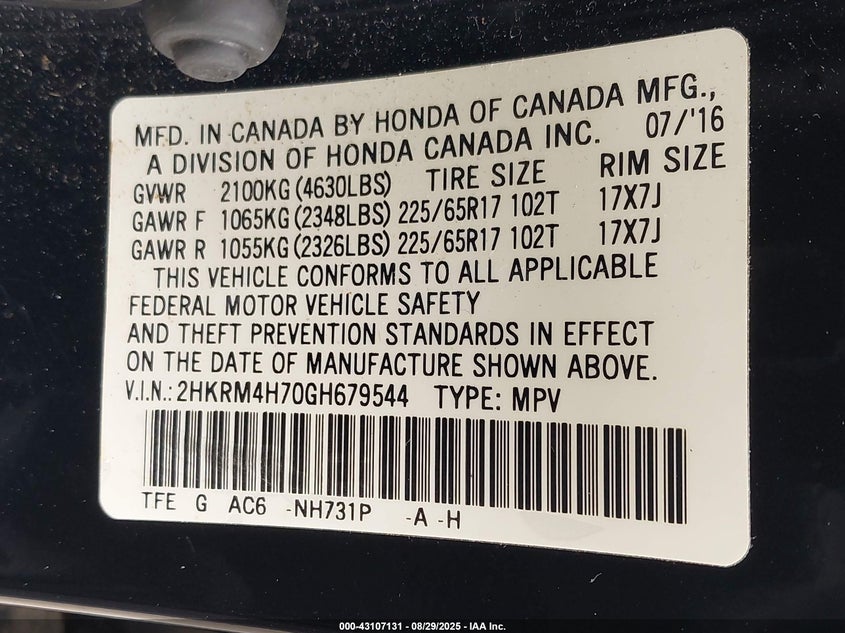 MFD. IN CANADA BY HONDA OF CANADA MFG.,
A DIVISION OF HONDA CANADA INC. 07/'16
GVWR 2100KG (4630LBS) TIRE SIZE RIM SIZE
GAWR F 1065KG (2348LBS) 225/65R17 102T 17X7J
GAWR R 1055KG (2326LBS) 225/65R17 102T 17X7J
THIS VEHICLE CONFORMS TO ALL APPLICABLE
FEDERAL MOTOR VEHICLE SAFETY
AND THEFT PREVENTION STANDARDS IN EFFECT
ON THE DATE OF MANUFACTURE SHOWN ABOVE.
V.I.N.: 2HKRM4H70GH679544 TYPE: MPV
TFE G AC6 -NH731P -A -H
000-43107131 - 08/29/2025 - IAA Inc.